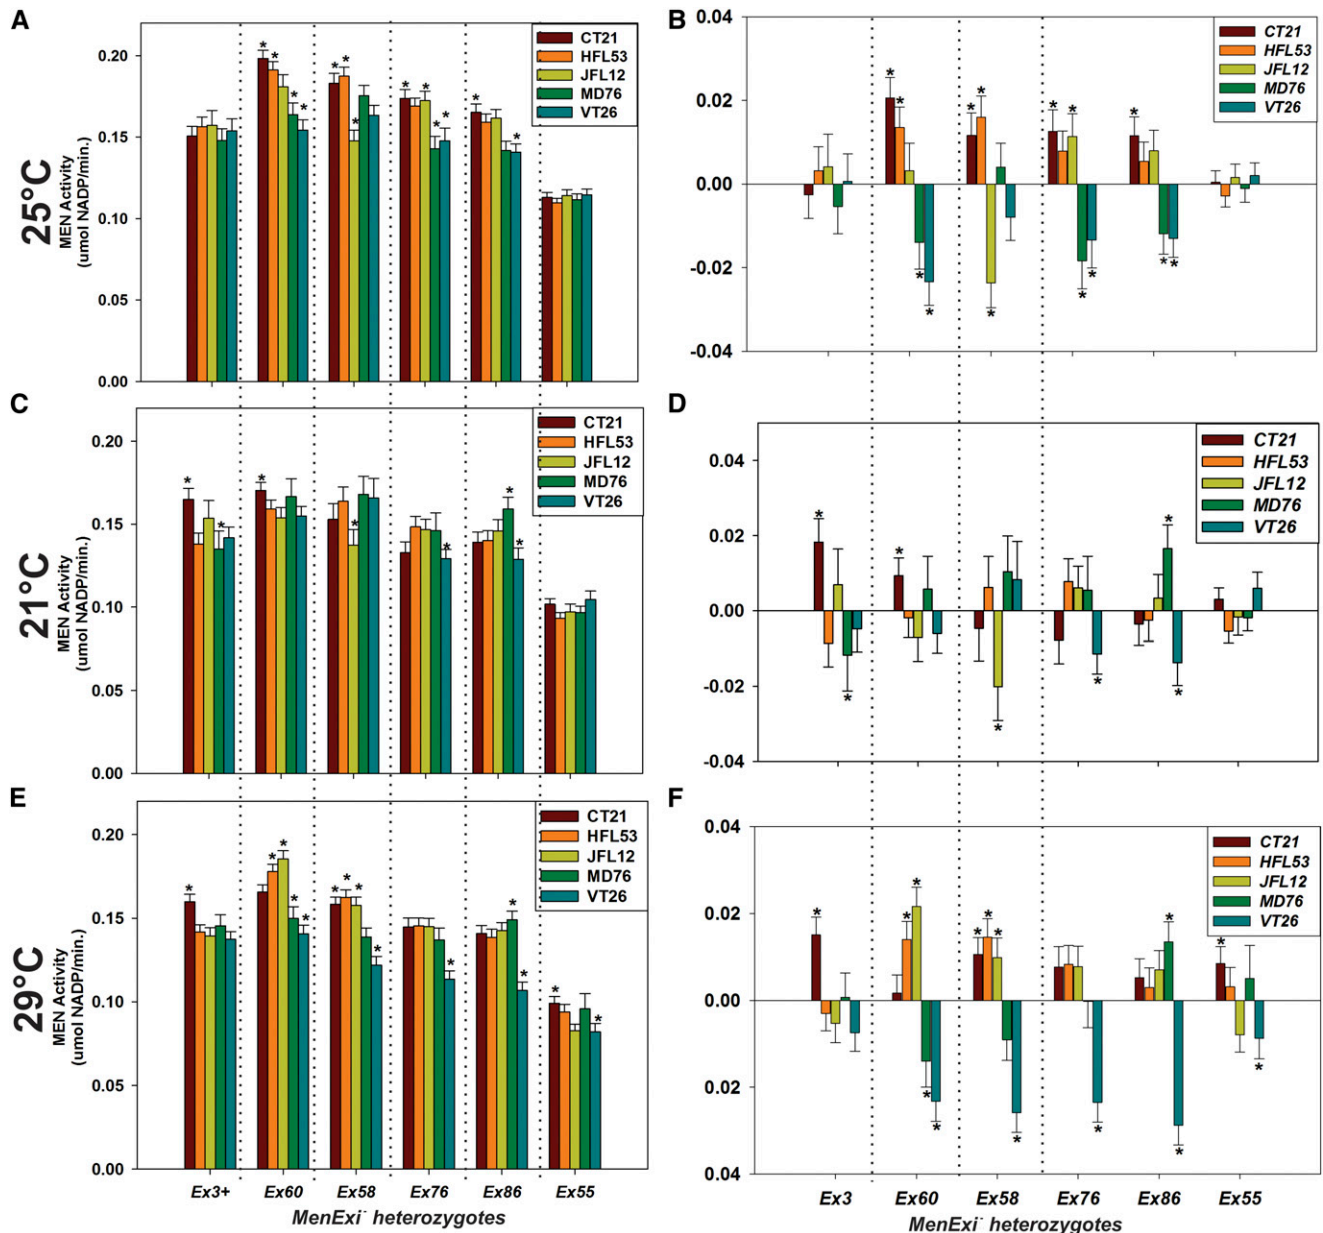 A
25°C
MEN Activity
(umol NADP/min.)
0.20
0.15
0.10
0.05
0.00
* * * *
* * *
* * * *
* *
CT21
HFL53
JFL12
MD76
VT26
B
0.04
0.02
0.00
-0.02
-0.04
* * * *
* * *
* * * *
* * *
CT21
HFL53
JFL12
MD76
VT26
C
21°C
MEN Activity
(umol NADP/min.)
0.20
0.15
0.10
0.05
0.00
* * * * * * *
CT21
HFL53
JFL12
MD76
VT26
D
0.04
0.02
0.00
-0.02
-0.04
* * * * * * *
CT21
HFL53
JFL12
MD76
VT26
E
29°C
MEN Activity
(umol NADP/min.)
0.20
0.15
0.10
0.05
0.00
* * * * * * * * * * * * * *
CT21
HFL53
JFL12
MD76
VT26
Ex3+ Ex60 Ex58 Ex76 Ex86 Ex55
MenExi- heterozygotes
F
0.04
0.02
0.00
0.02
0.04
* * * * * * * * * * * * * *
CT21
HFL53
JFL12
MD76
VT26
Ex3 Ex60 Ex58 Ex76 Ex86 Ex55
MenExi- heterozygotes